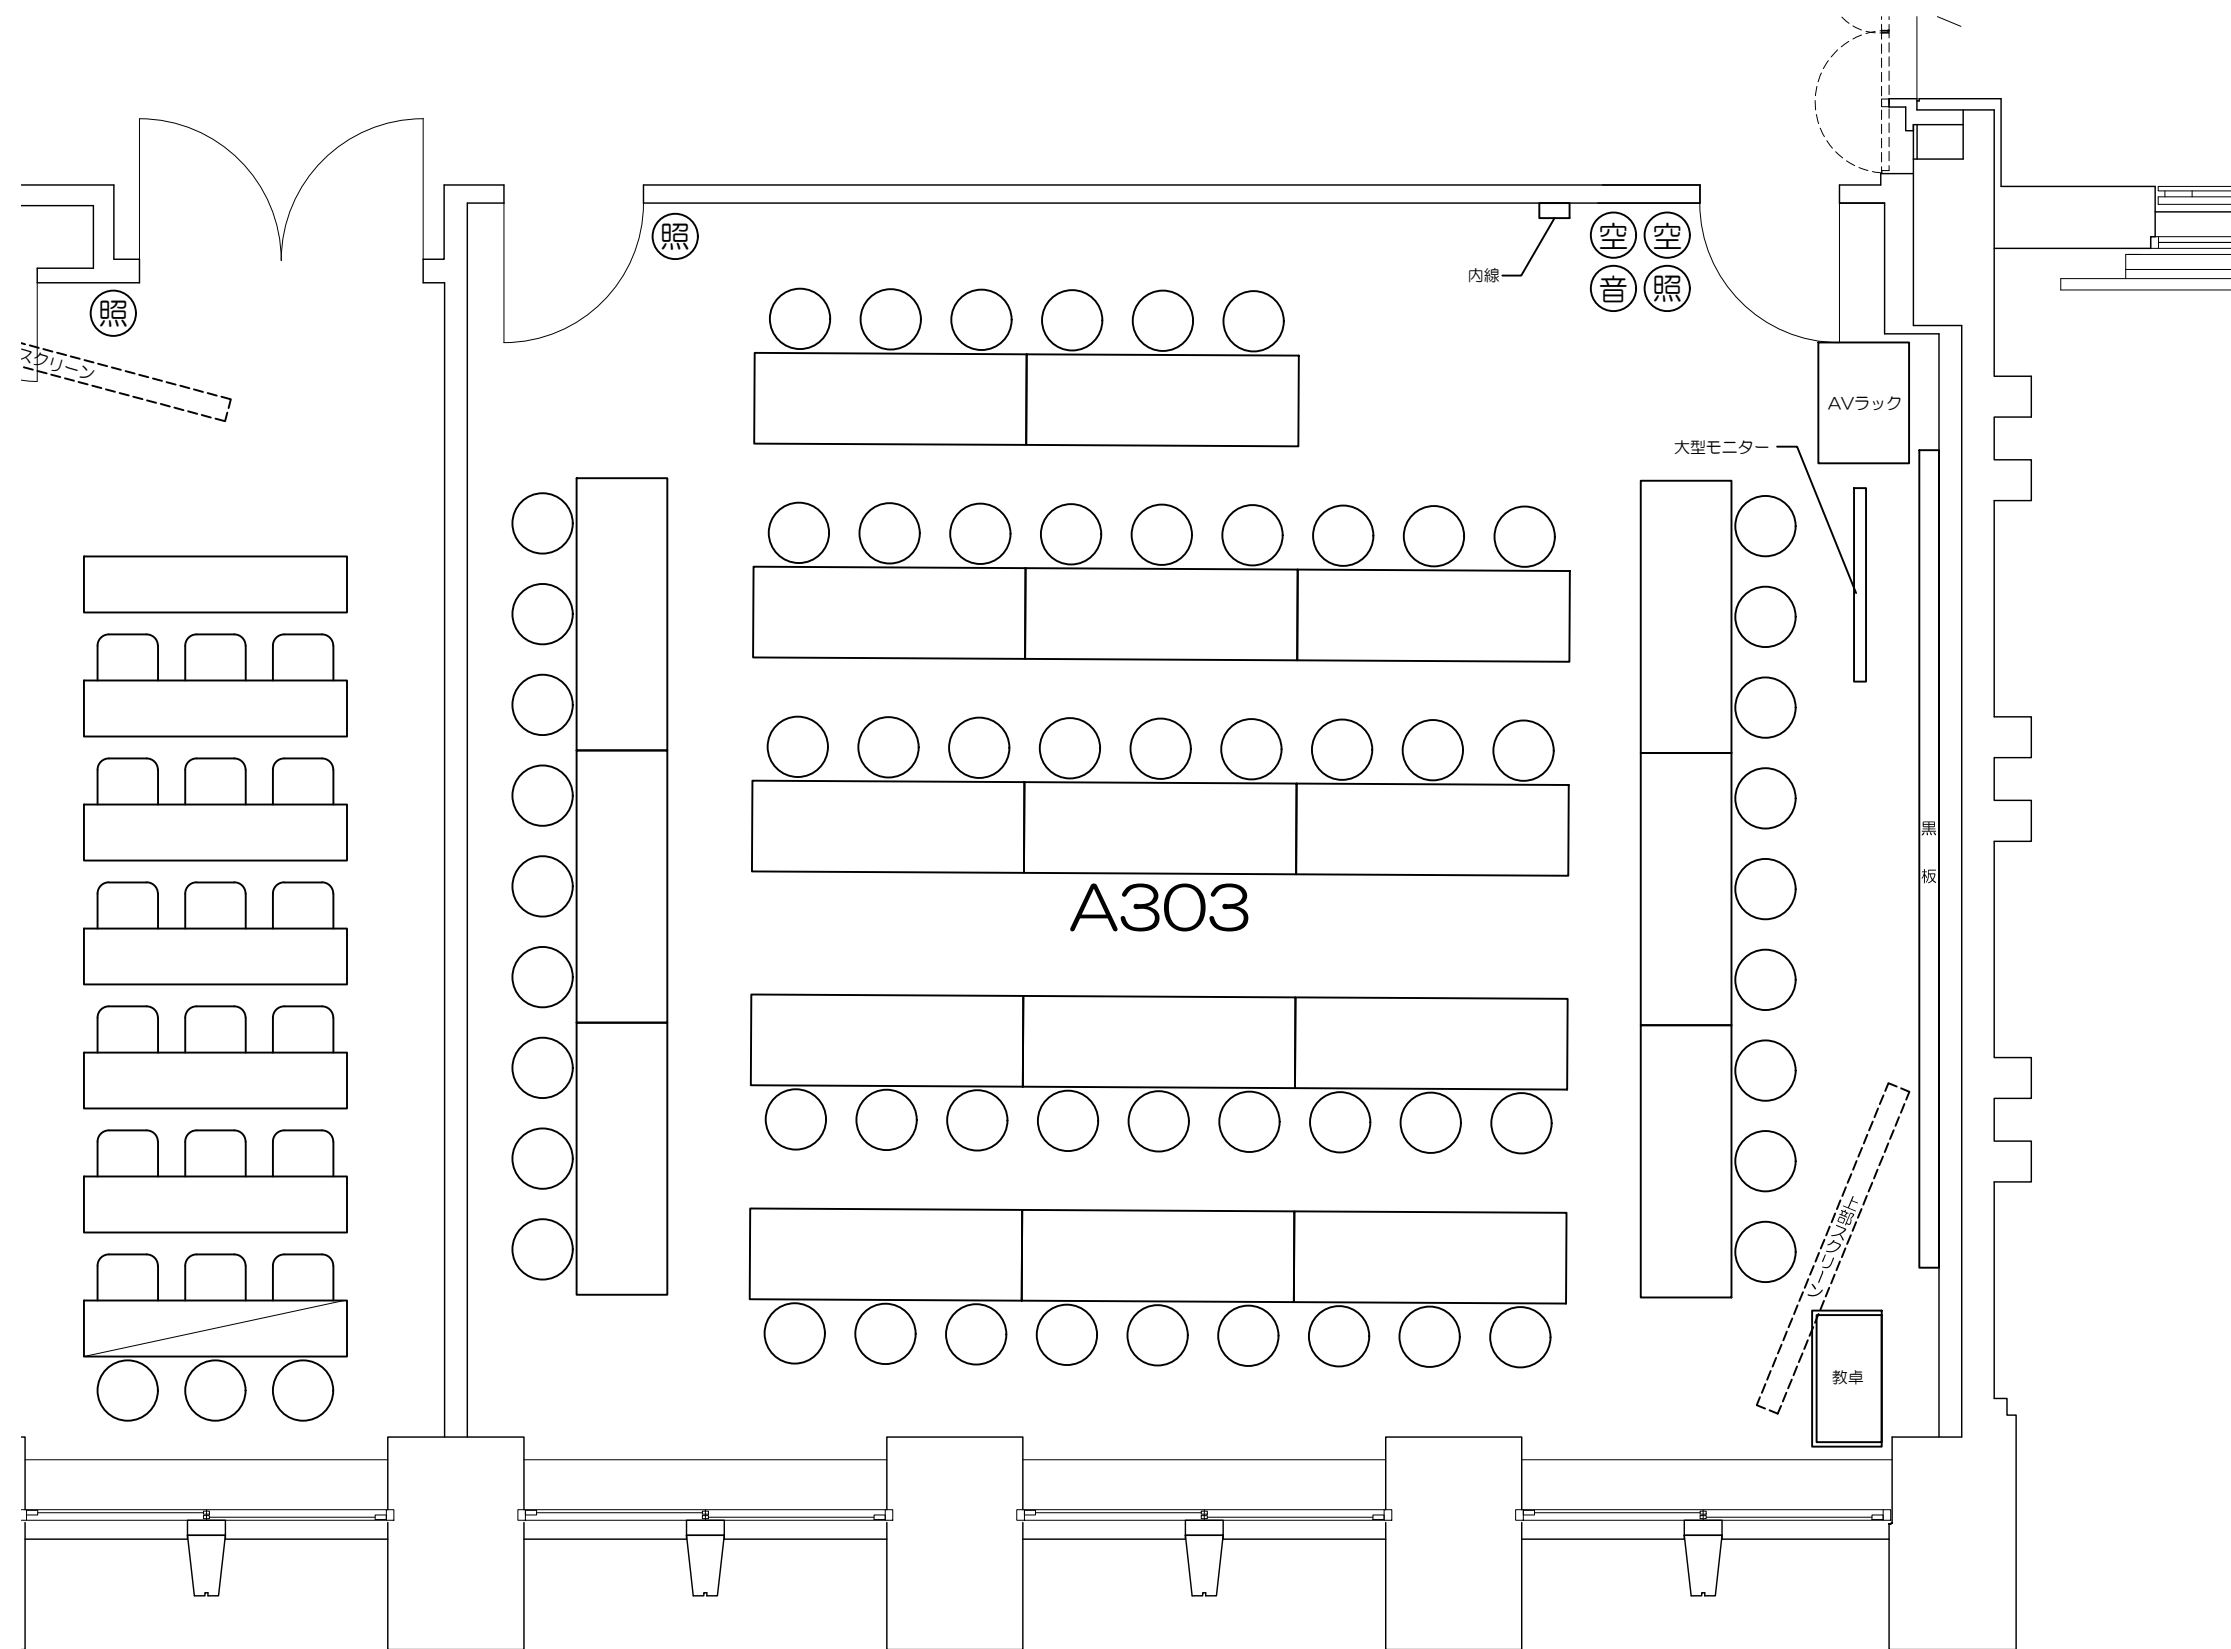 照
空 空
内線
音 照
照
スクリーン
AVラック
大型モニター
黒板
A303
上部スクリーン
教卓